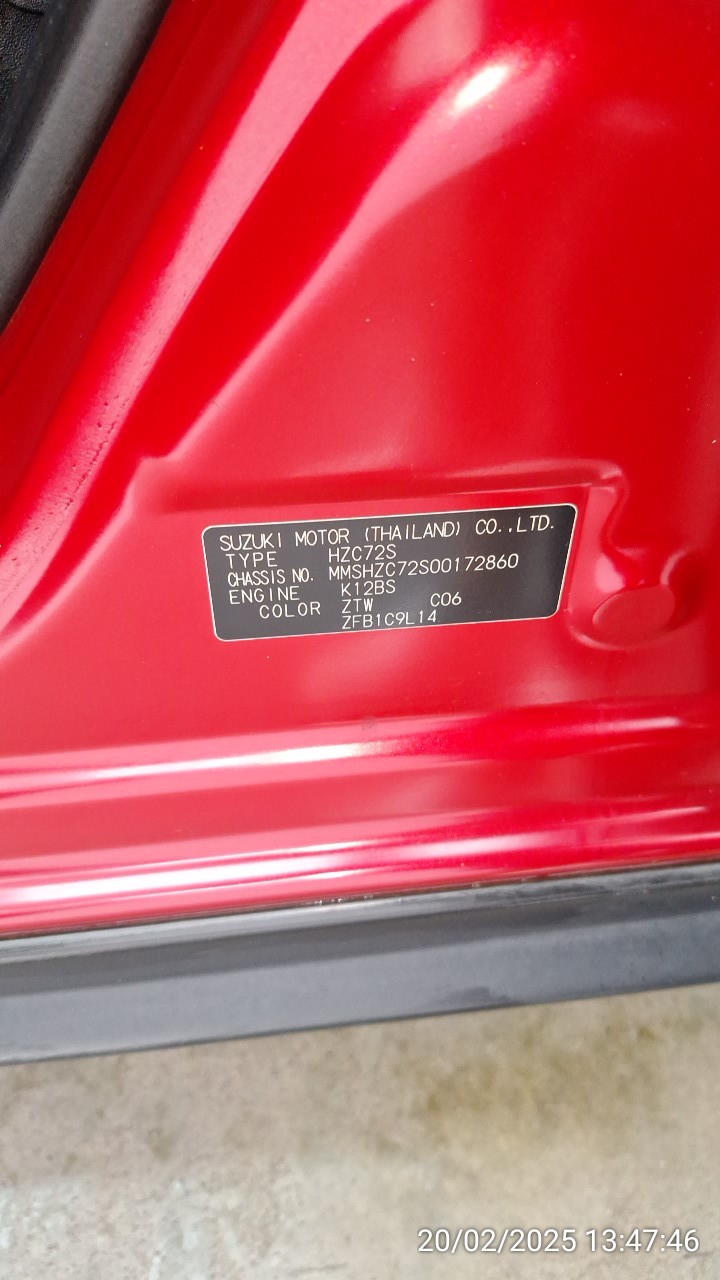 SUZUKI MOTOR (THAILAND) CO.,LTD.
TYPE HZC72S
CHASSIS NO. MMSHZC72S00172860
ENGINE K12BS
COLOR ZTW C06
ZFB1C9L14
20/02/2025 13:47:46